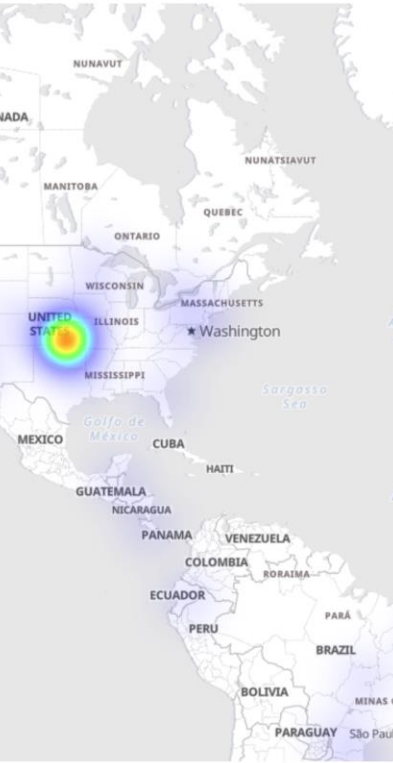 NUNAVUT
NADA
NUNATSIAVUT
MANITOBA
QUEBEC
ONTARIO
WISCONSIN
MASSACHUSETTS
UNITED
STATES
ILLINOIS
★ Washington
MISSISSIPPI
Sargasso
Sea
Golfo de
México
MEXICO
CUBA
HAITI
GUATEMALA
NICARAGUA
PANAMA
VENEZUELA
COLOMBIA
RORAIMA
ECUADOR
PARÁ
PERU
BRAZIL
BOLIVIA
MINAS
PARAGUAY
São Paul